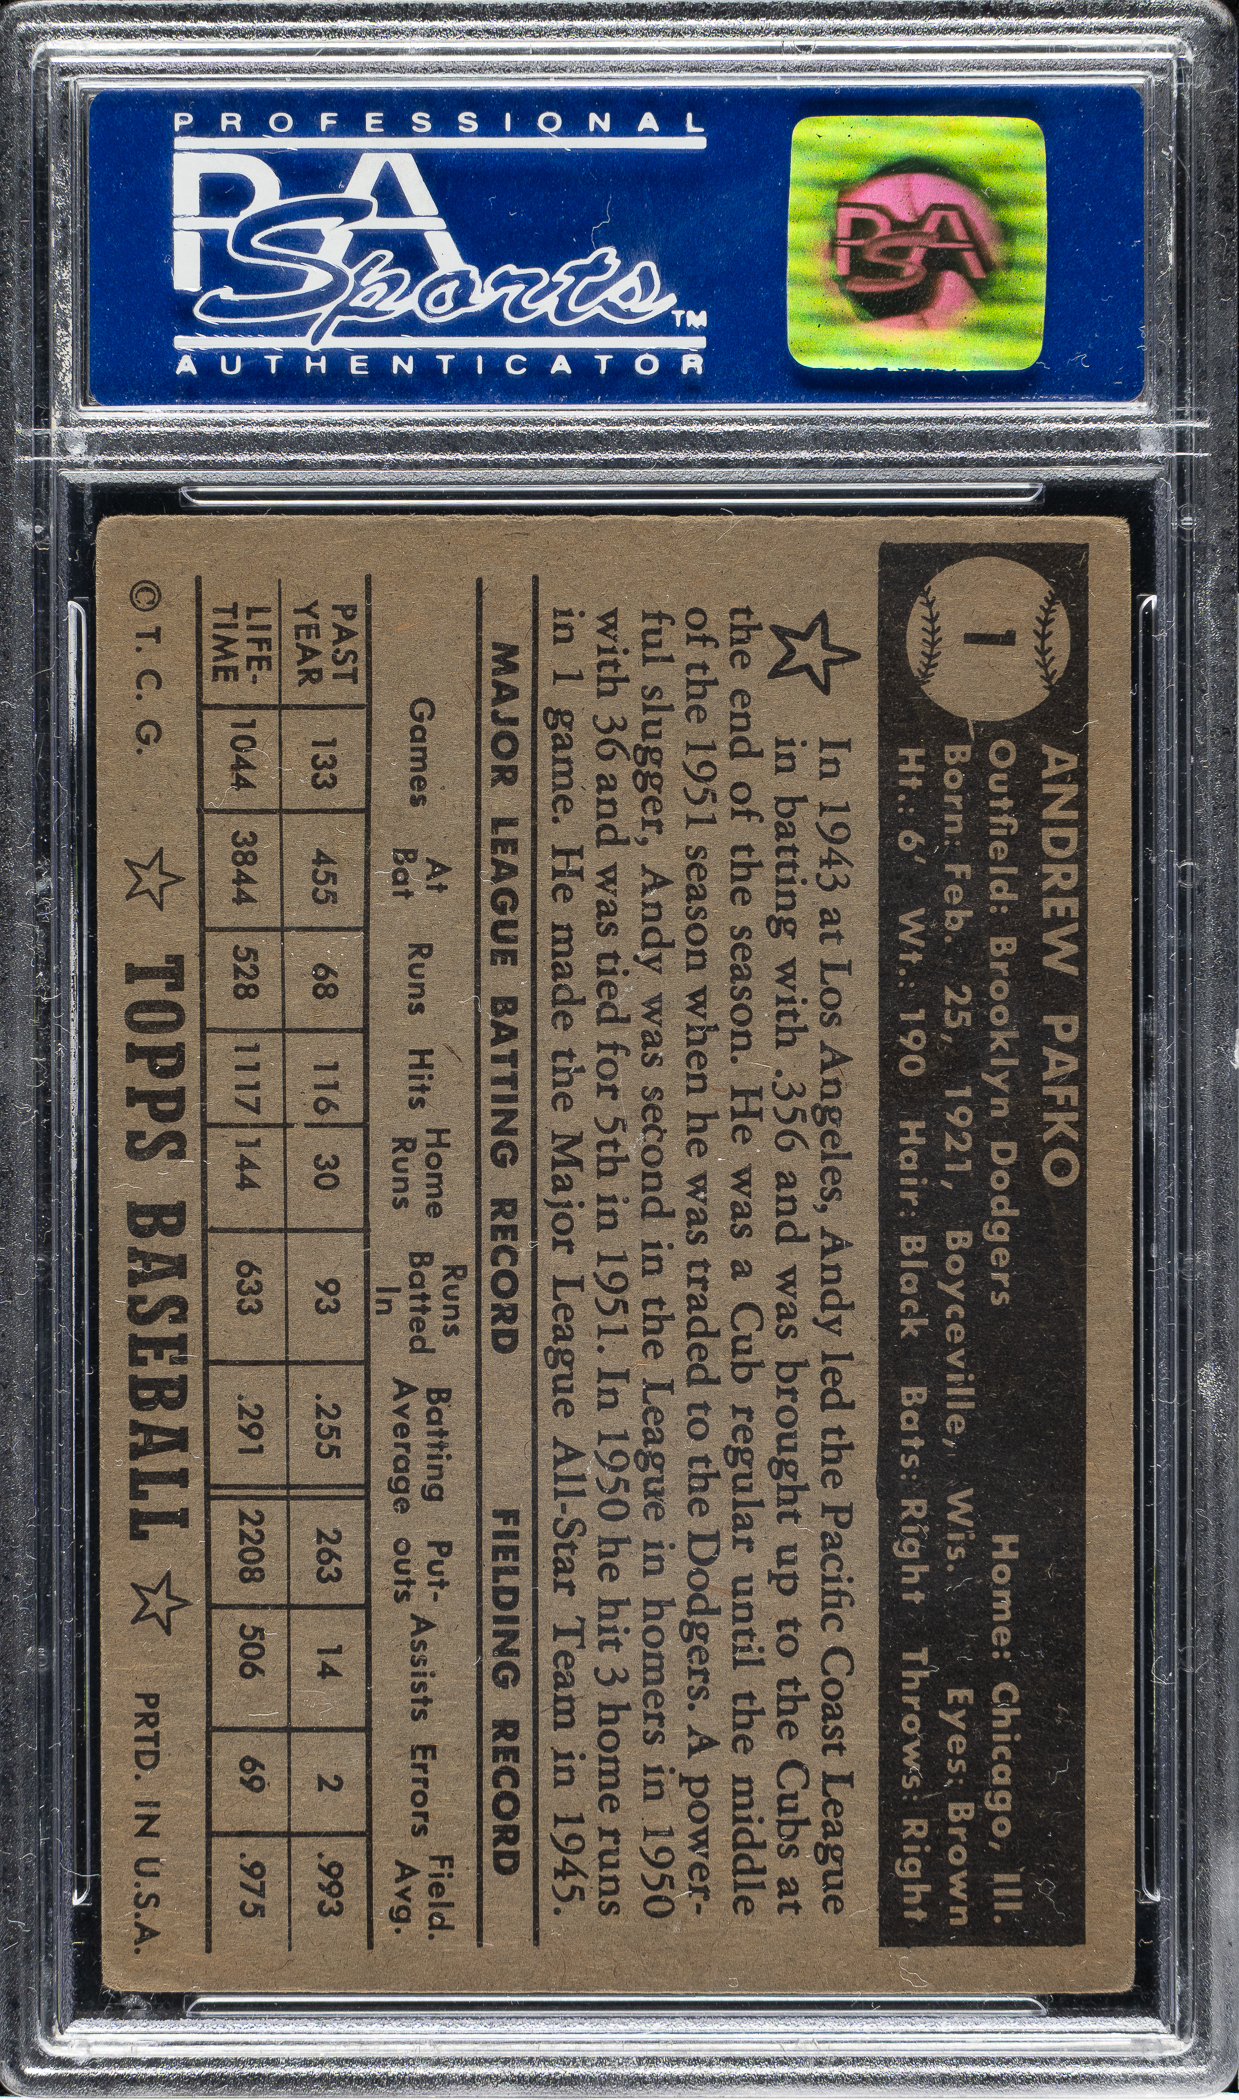 PROFESSIONAL
PSA
Sports™
AUTHENTICATOR
PSA
1
ANDREW PAFKO
Outfield: Brooklyn Dodgers Home: Chicago, Ill.
Born: Feb. 25, 1921, Boyceville, Wis. Eyes: Brown
Ht.: 6' Wt.: 190 Hair: Black Bats: Right Throws: Right
In 1943 at Los Angeles, Andy led the Pacific Coast League
in batting with .356 and was brought up to the Cubs at
the end of the season. He was a Cub regular until the middle
of the 1951 season when he was traded to the Dodgers. A power-
ful slugger, Andy was second in the League in homers in 1950
with 36 and was tied for 5th in 1951. In 1950 he hit 3 home runs
in 1 game. He made the Major League All-Star Team in 1945.
MAJOR LEAGUE BATTING RECORD FIELDING RECORD
Games At Bat Runs Hits Home Runs Runs Batted In Batting Average Put-outs Assists Errors Field. Avg.
PAST YEAR 133 455 68 116 30 93 .255 263 14 2 .993
LIFE-TIME 1044 3844 528 1117 144 633 .291 2208 506 69 .975
© T. C. G. TOPPS BASEBALL PRTD. IN U.S.A.